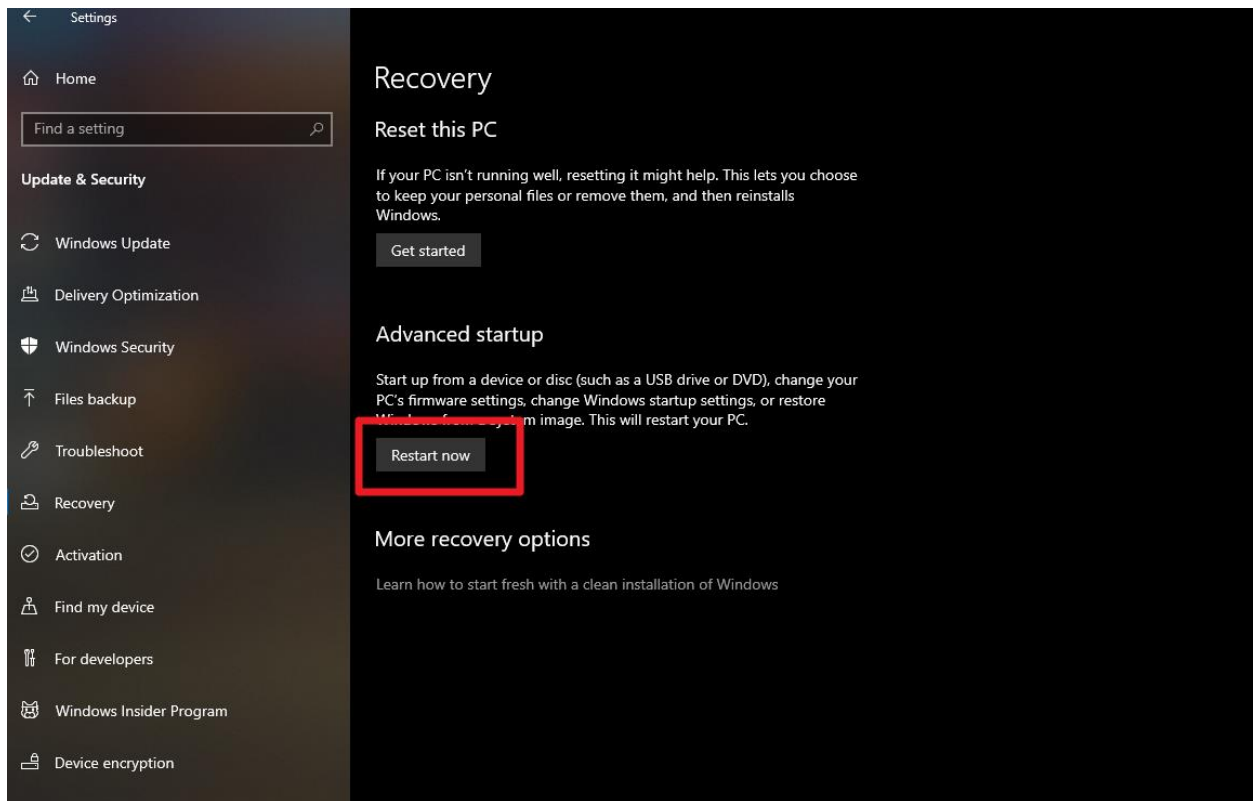 Settings
Home
Find a setting
Update & Security
Windows Update
Delivery Optimization
Windows Security
Files backup
Troubleshoot
Recovery
Activation
Find my device
For developers
Windows Insider Program
Device encryption
Recovery
Reset this PC
If your PC isn't running well, resetting it might help. This lets you choose
to keep your personal files or remove them, and then reinstalls
Windows.
Get started
Advanced startup
Start up from a device or disc (such as a USB drive or DVD), change your
PC's firmware settings, change Windows startup settings, or restore
Windows from a system image. This will restart your PC.
Restart now
More recovery options
Learn how to start fresh with a clean installation of Windows